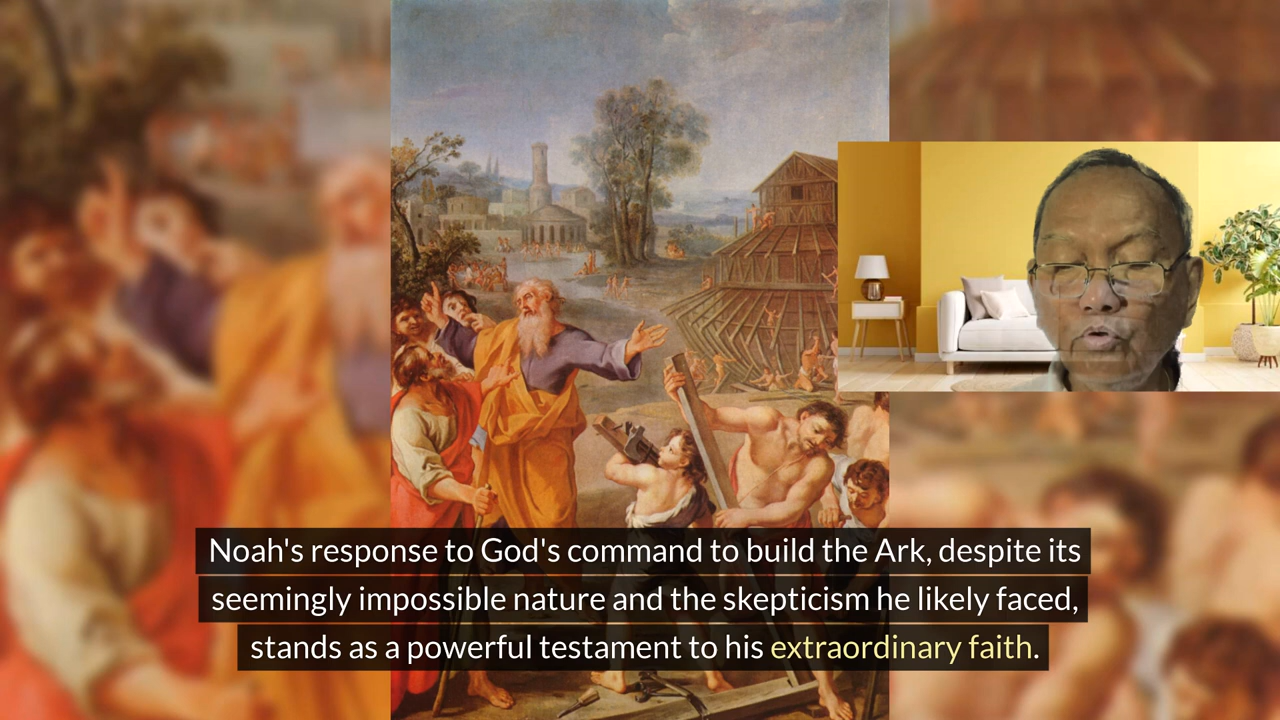 Noah's response to God's command to build the Ark, despite its
seemingly impossible nature and the skepticism he likely faced,
stands as a powerful testament to his extraordinary faith.